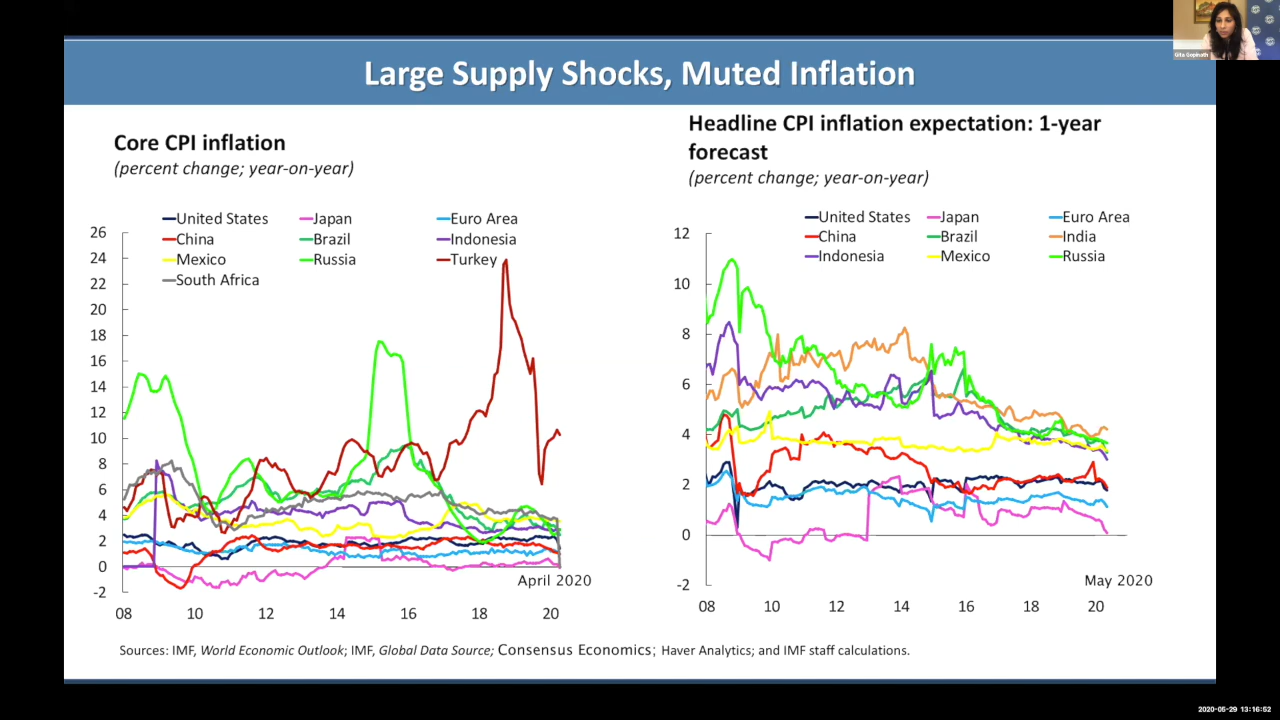 Gita Gopinath
Large Supply Shocks, Muted Inflation
Core CPI inflation
(percent change; year-on-year)
United States Japan Euro Area
China Brazil Indonesia
Mexico Russia Turkey
South Africa
26
24
22
20
18
16
14
12
10
8
6
4
2
0
-2
April 2020
08 10 12 14 16 18 20
Headline CPI inflation expectation: 1-year
forecast
(percent change; year-on-year)
United States Japan Euro Area
China Brazil India
Indonesia Mexico Russia
12
10
8
6
4
2
0
-2
May 2020
08 10 12 14 16 18 20
Sources: IMF, World Economic Outlook; IMF, Global Data Source; Consensus Economics; Haver Analytics; and IMF staff calculations.
2020-05-29 13:16:52